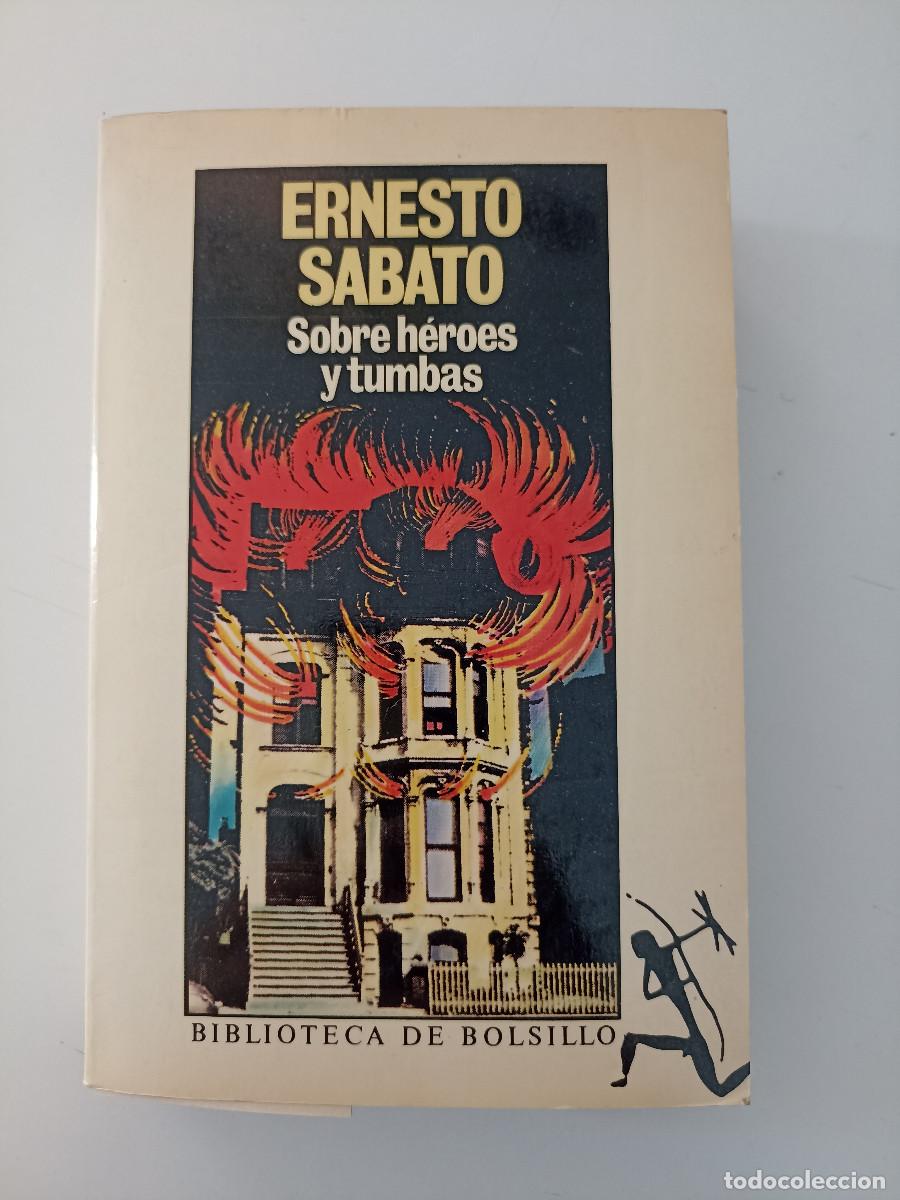 ERNESTO
SABATO
Sobre héroes
y tumbas
BIBLIOTECA DE BOLSILLO
todocoleccion